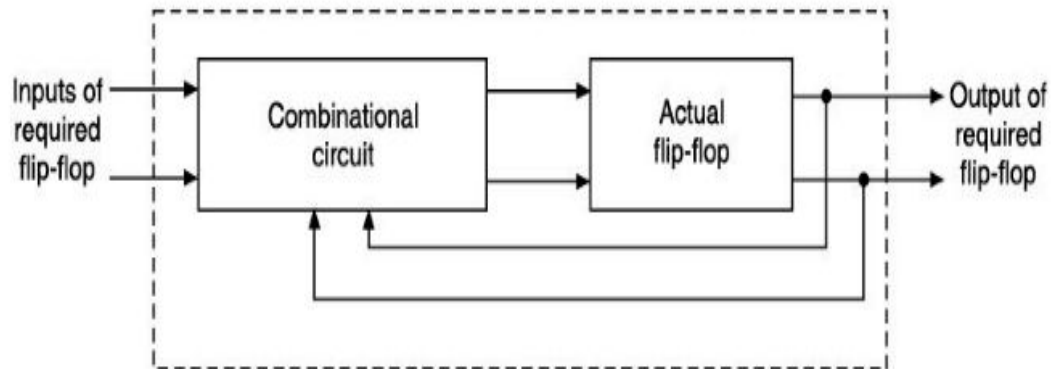 Inputs of
required
flip-flop
Combinational
circuit
Actual
flip-flop
Output of
required
flip-flop